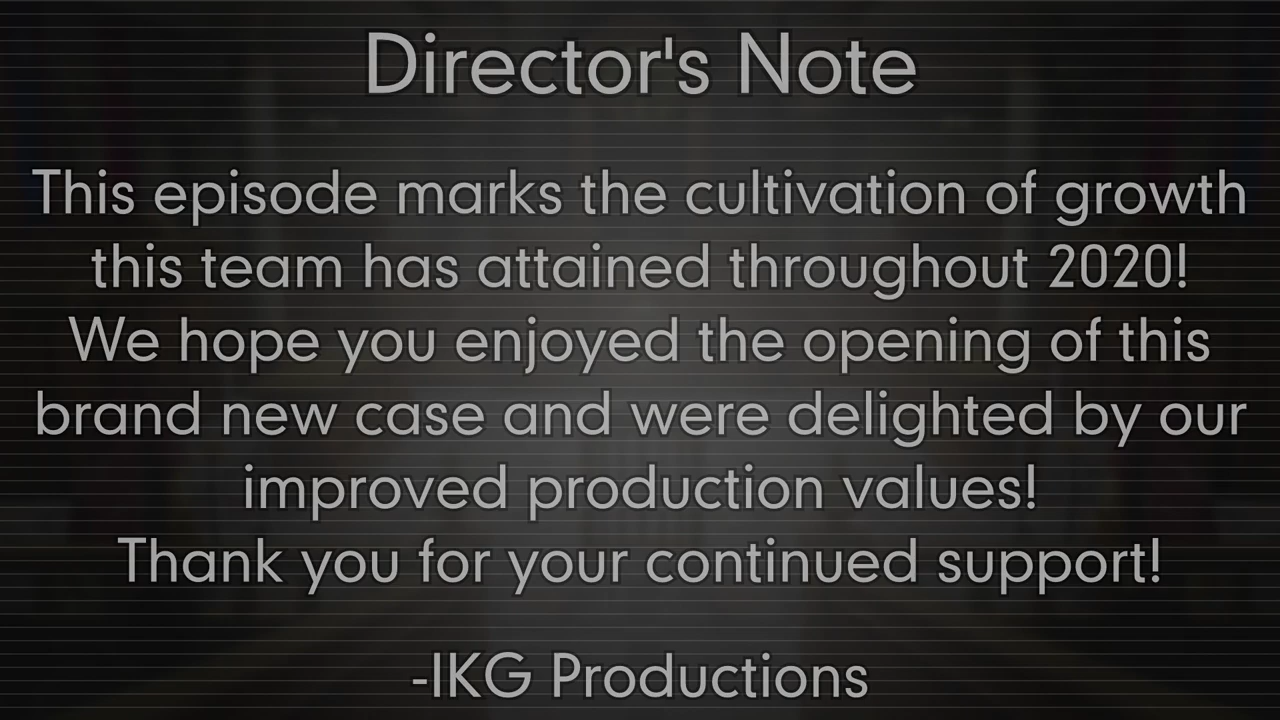 Director's Note
This episode marks the cultivation of growth
this team has attained throughout 2020!
We hope you enjoyed the opening of this
brand new case and were delighted by our
improved production values!
Thank you for your continued support!
-IKG Productions